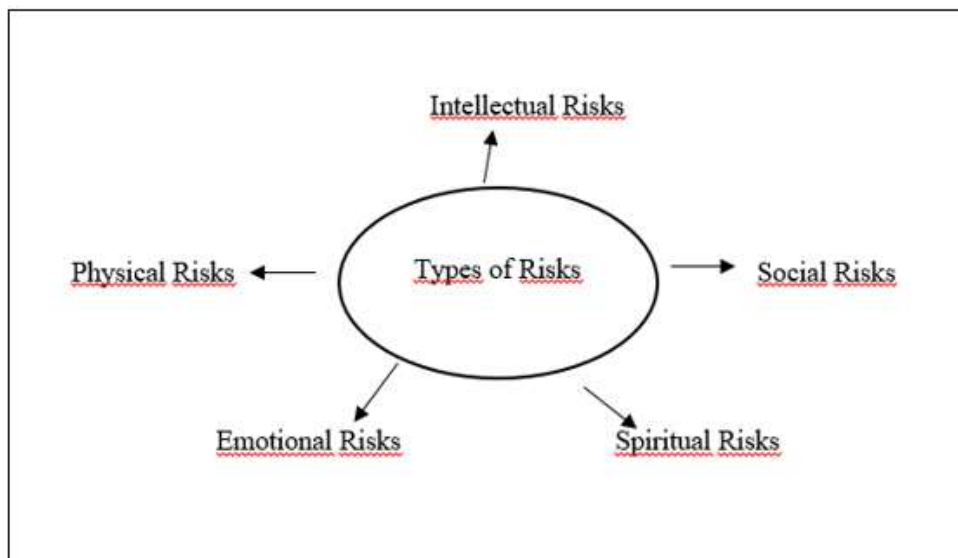 Intellectual Risks
Physical Risks
Types of Risks
Social Risks
Emotional Risks
Spiritual Risks